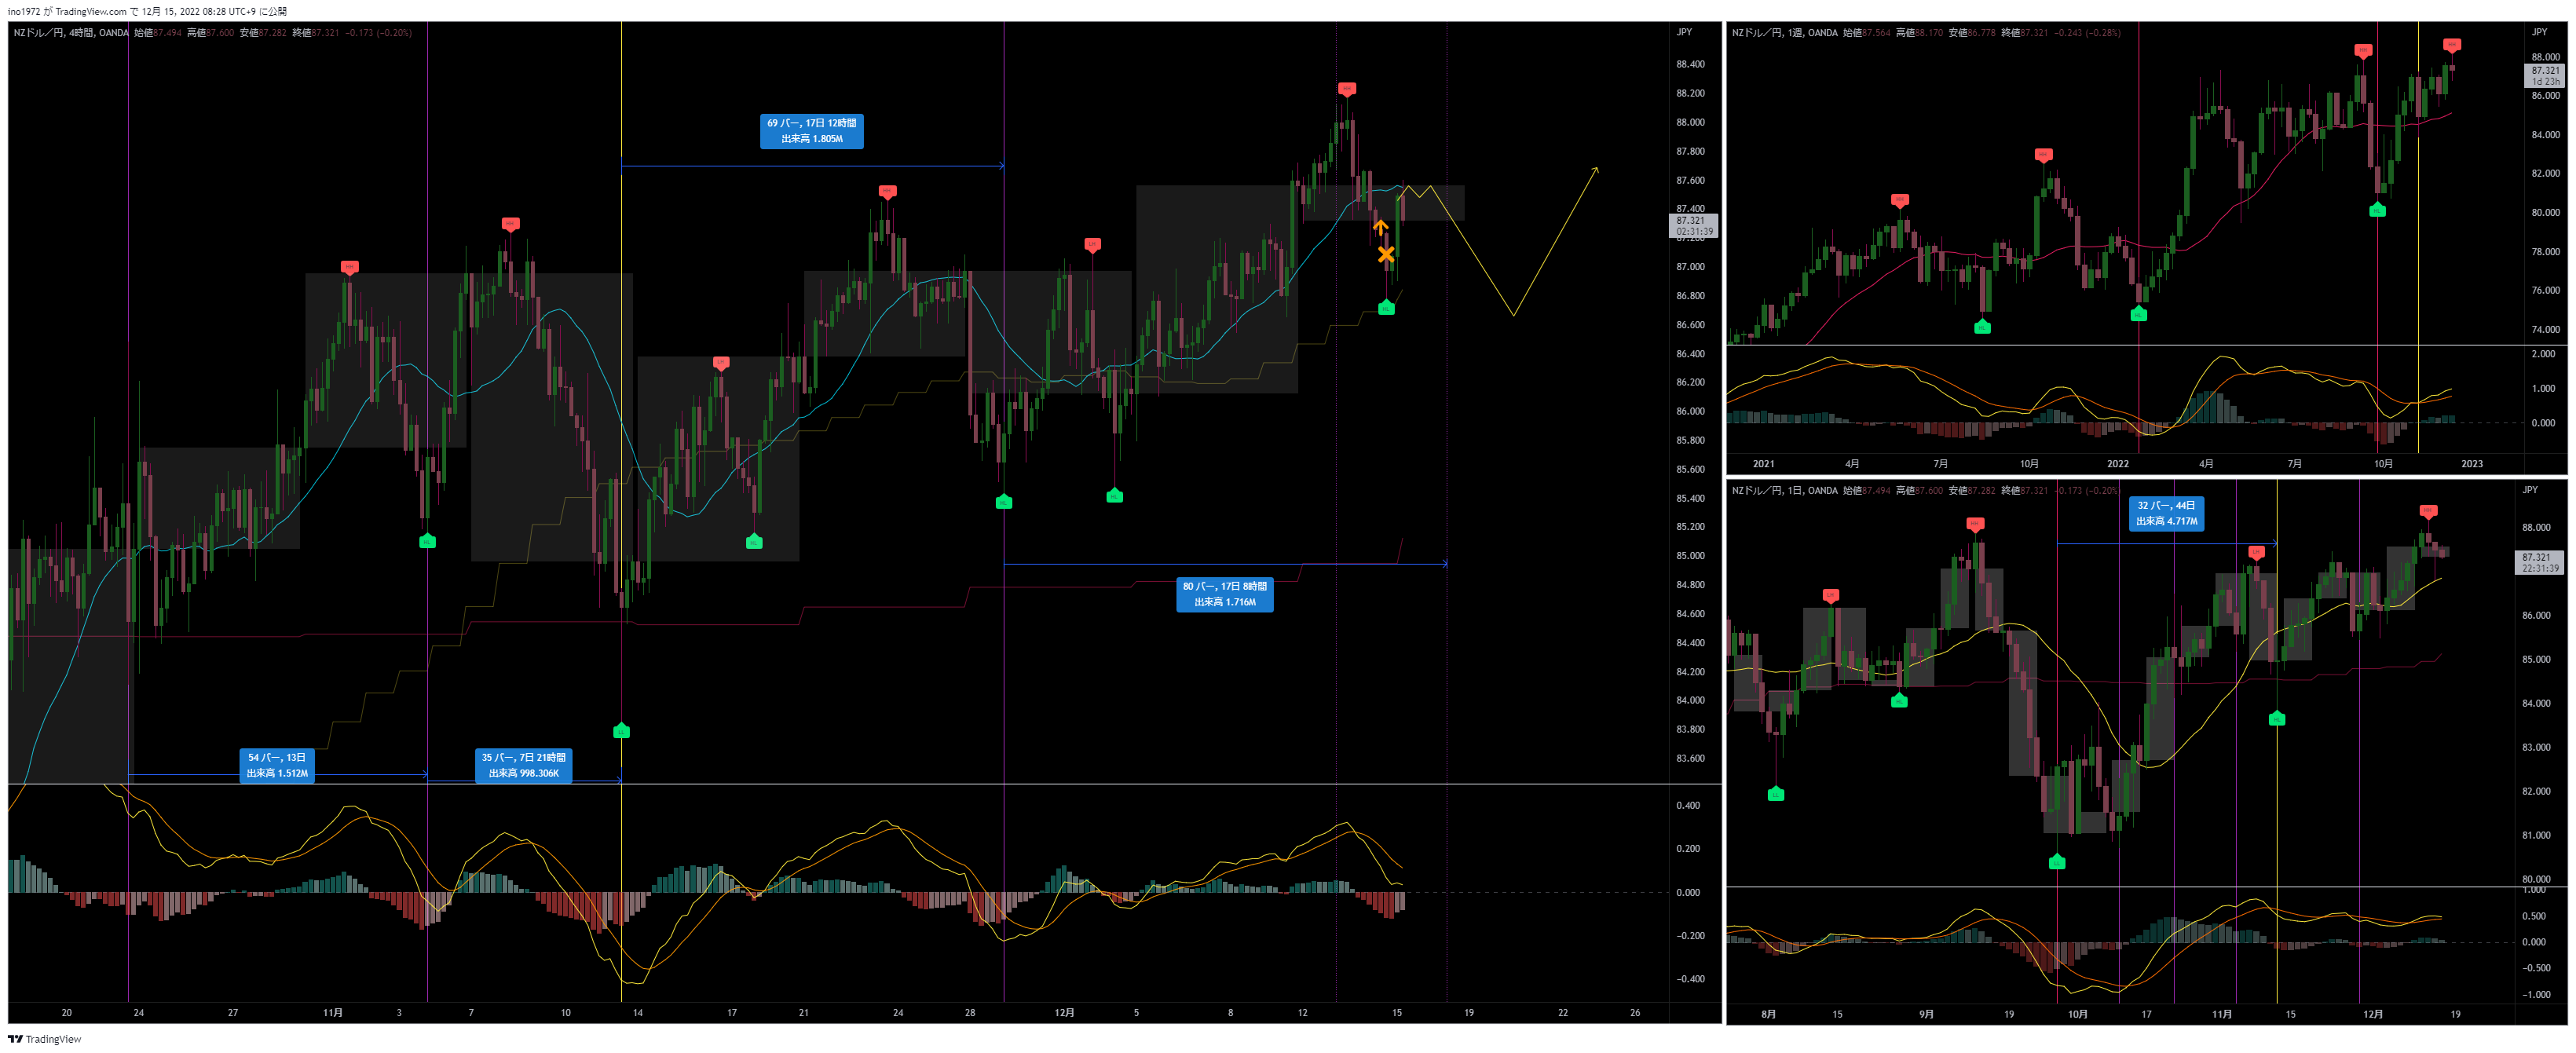 ino1972 が TradingView.com で 12月 15, 2022 08:28 UTC+9 に公開
NZドル／円, 4時間, OANDA 始値87.494 高値87.600 安値87.282 終値87.321 −0.173 (−0.20%)
JPY
88.400
88.200
88.000
87.800
87.600
87.400
87.321
02:31:39
87.200
87.000
86.800
86.600
86.400
86.200
86.000
85.800
85.600
85.400
85.200
85.000
84.800
84.600
84.400
84.200
84.000
83.800
83.600
69 バー, 17日 12時間
出来高 1.805M
80 バー, 17日 8時間
出来高 1.716M
54 バー, 13日
出来高 1.512M
35 バー, 7日 21時間
出来高 998.306K
0.400
0.200
0.000
−0.200
−0.400
20 24 27 11月 3 7 10 14 17 21 24 28 12月 5 8 12 15 19 22 26
NZドル／円, 1週, OANDA 始値87.564 高値88.170 安値86.778 終値87.321 −0.243 (−0.28%)
JPY
88.000
87.321
1d 23h
86.000
84.000
82.000
80.000
78.000
76.000
74.000
2.000
1.000
0.000
2021 4月 7月 10月 2022 4月 7月 10月 2023
NZドル／円, 1日, OANDA 始値87.494 高値87.600 安値87.282 終値87.321 −0.173 (−0.20%)
JPY
32 バー, 44日
出来高 4.717M
88.000
87.321
22:31:39
86.000
85.000
84.000
83.000
82.000
81.000
80.000
1.000
0.500
0.000
−0.500
−1.000
8月 15 9月 19 10月 17 11月 15 12月 19
TradingView